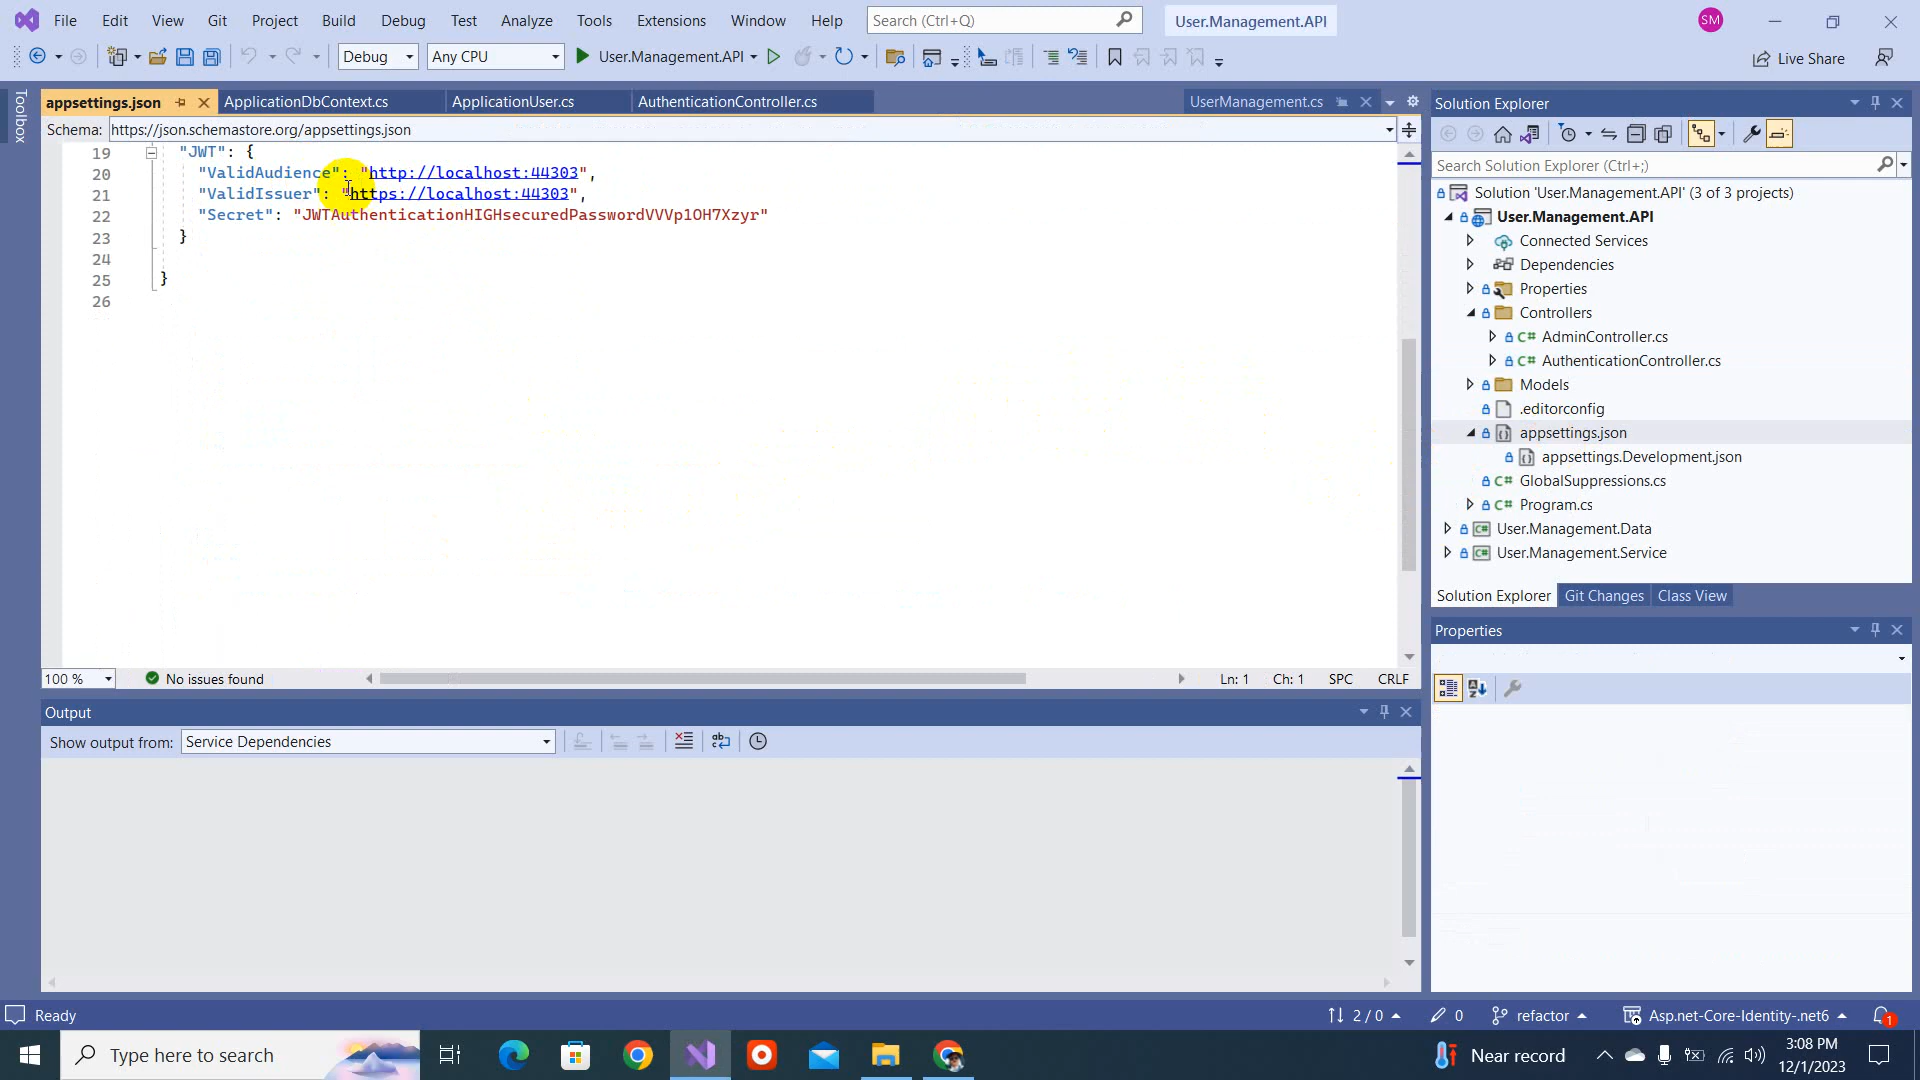 File Edit View Git Project Build Debug Test Analyze Tools Extensions Window Help Search (Ctrl+Q) User.Management.API SM
Debug Any CPU User.Management.API Live Share
Toolbox
appsettings.json ApplicationDbContext.cs ApplicationUser.cs AuthenticationController.cs UserManagement.cs
Schema: https://json.schemastore.org/appsettings.json
19 "JWT": {
20 "ValidAudience": "http://localhost:44303",
21 "ValidIssuer": "https://localhost:44303",
22 "Secret": "JWTAuthenticationHIGHsecuredPasswordVVVp1OH7Xzyr"
23 }
24
25 }
26
100 % No issues found Ln: 1 Ch: 1 SPC CRLF
Output
Show output from: Service Dependencies
Solution Explorer
Search Solution Explorer (Ctrl+;)
Solution 'User.Management.API' (3 of 3 projects)
User.Management.API
Connected Services
Dependencies
Properties
Controllers
C# AdminController.cs
C# AuthenticationController.cs
Models
.editorconfig
appsettings.json
appsettings.Development.json
C# GlobalSuppressions.cs
C# Program.cs
C# User.Management.Data
C# User.Management.Service
Solution Explorer Git Changes Class View
Properties
Ready 2 / 0 0 refactor Asp.net-Core-Identity-.net6 1
Type here to search Near record 3:08 PM
12/1/2023